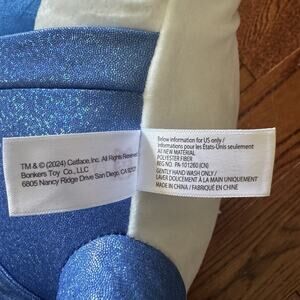 TM & © (2024) Catface, Inc. All Rights Reserved
Bonkers Toy Co., LLC
6805 Nancy Ridge Drive San Diego, CA 92121
Below information for US only /
Informations pour les États-Unis seulement
All NEW MATERIAL
POLYESTER FIBER
REG NO. PA-101260 (CN)
GENTLY HAND WASH ONLY /
LAVER DOUCEMENT À LA MAIN UNIQUEMENT
MADE IN CHINA / FABRIQUÉ EN CHINE